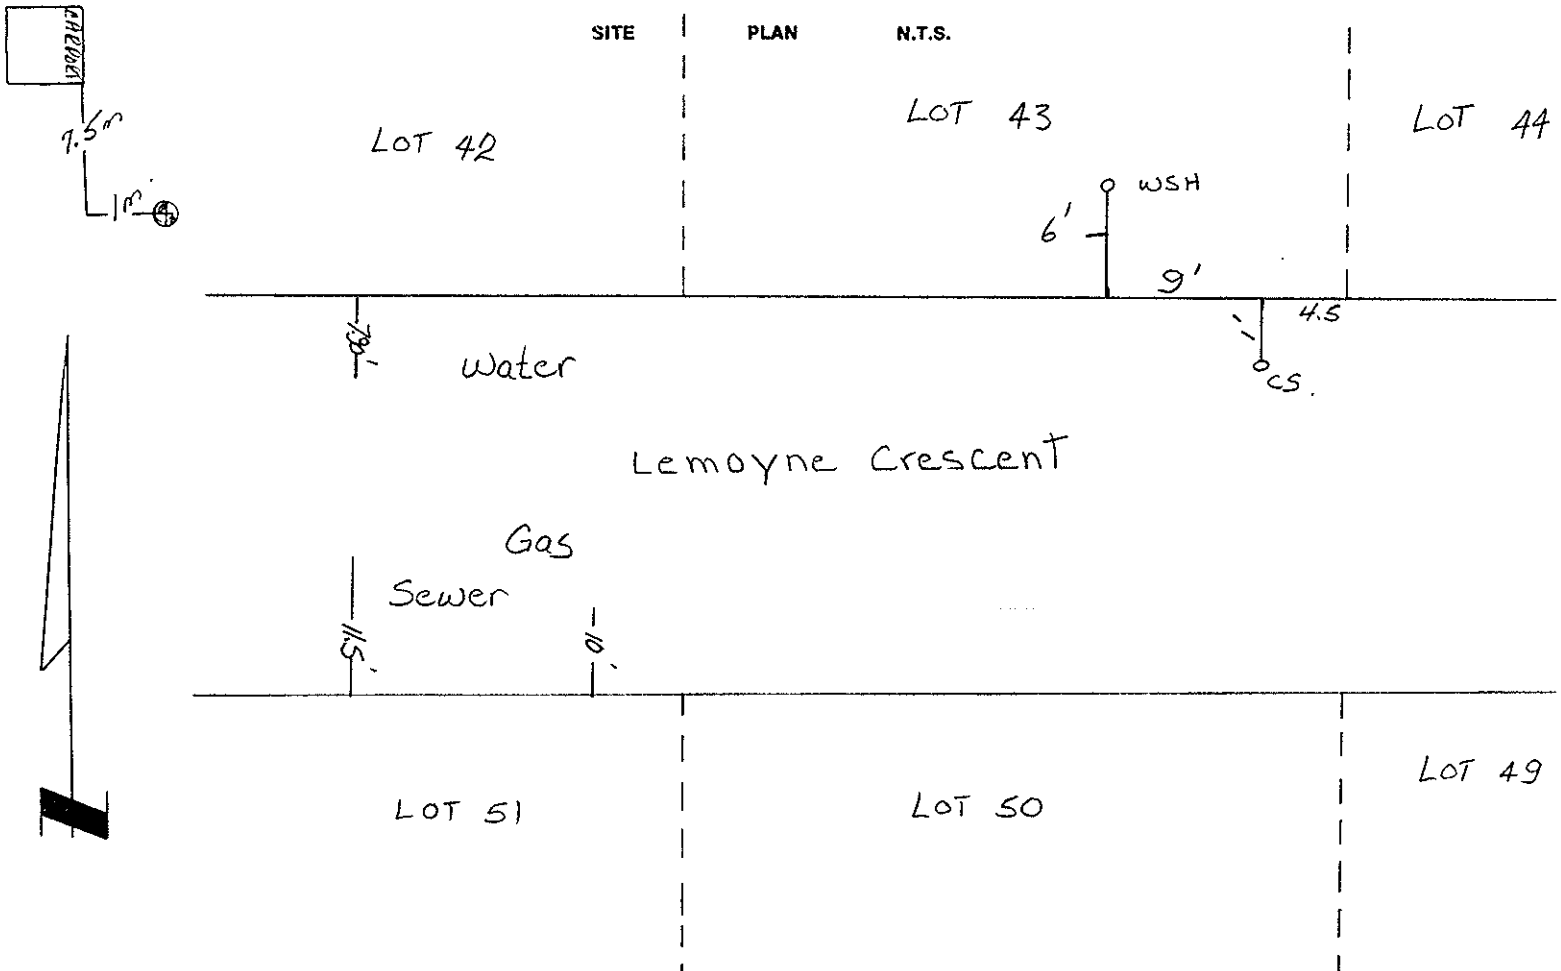 SITE PLAN N.T.S.
7.5m
1m
LOT 42
LOT 43
LOT 44
WSH
6'
9'
4.5
CS.
Water
Lemoyne Crescent
Gas
Sewer
11.5'
10'
LOT 51
LOT 50
LOT 49